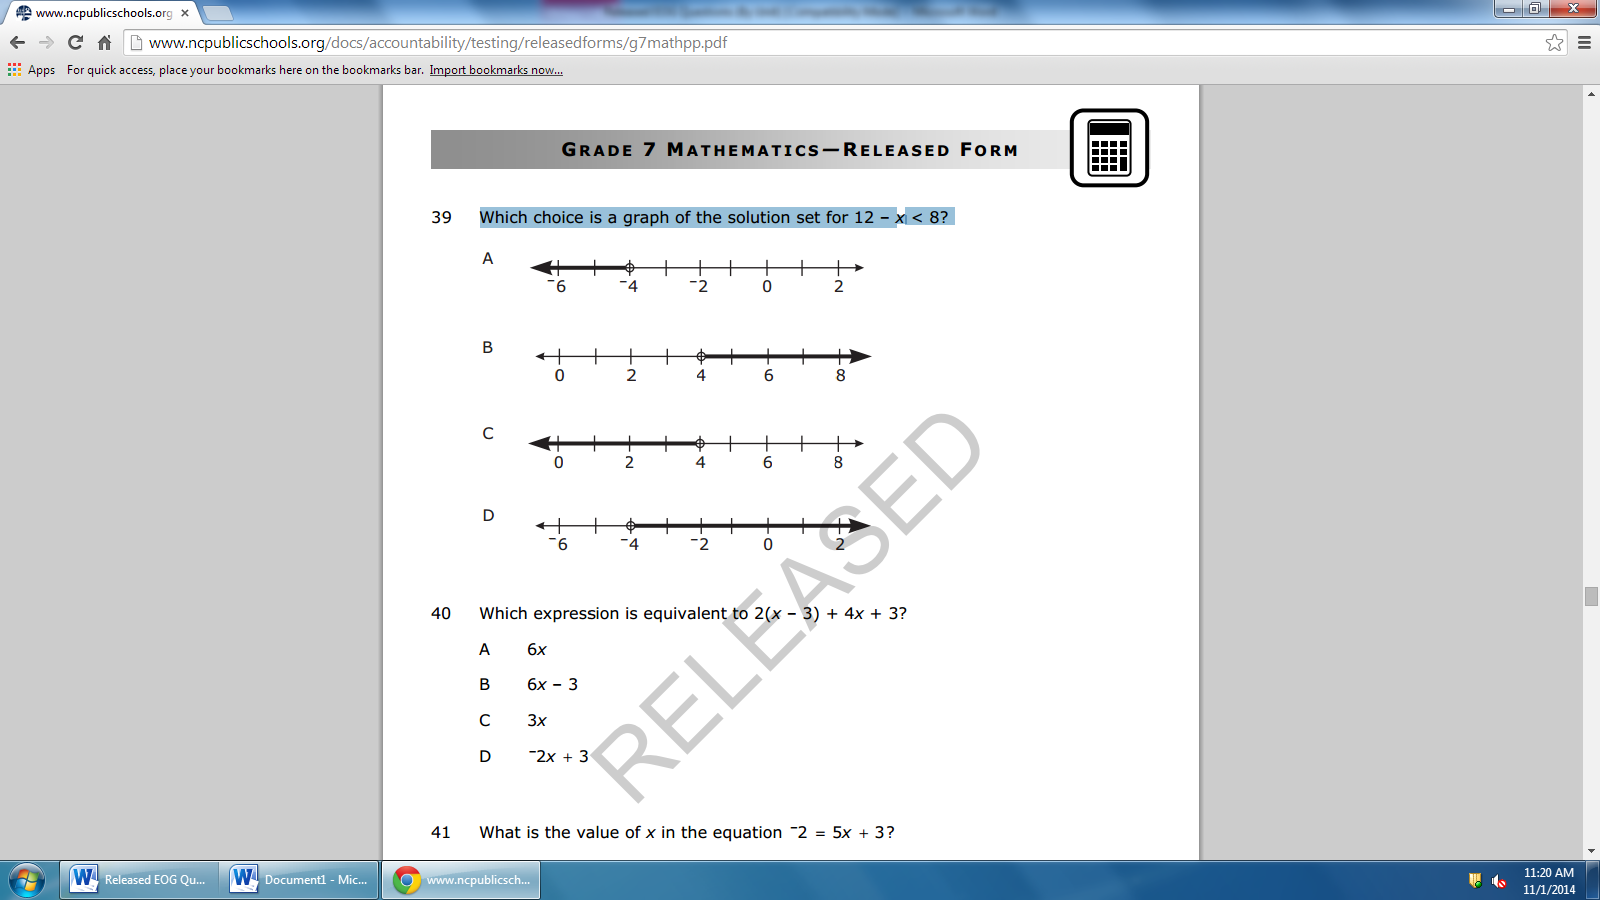 www.ncpublicschools.org
www.ncpublicschools.org/docs/accountability/testing/releasedforms/g7mathpp.pdf
Apps For quick access, place your bookmarks here on the bookmarks bar. Import bookmarks now...
GRADE 7 MATHEMATICS—RELEASED FORM
39 Which choice is a graph of the solution set for 12 – x < 8?
A
⁻6 ⁻4 ⁻2 0 2
B
0 2 4 6 8
C
0 2 4 6 8
D
⁻6 ⁻4 ⁻2 0 2
RELEASED
40 Which expression is equivalent to 2(x – 3) + 4x + 3?
A 6x
B 6x – 3
C 3x
D ⁻2x + 3
41 What is the value of x in the equation ⁻2 = 5x + 3?
Released EOG Qu... Document1 - Mic... www.ncpublicsch...
11:20 AM
11/1/2014